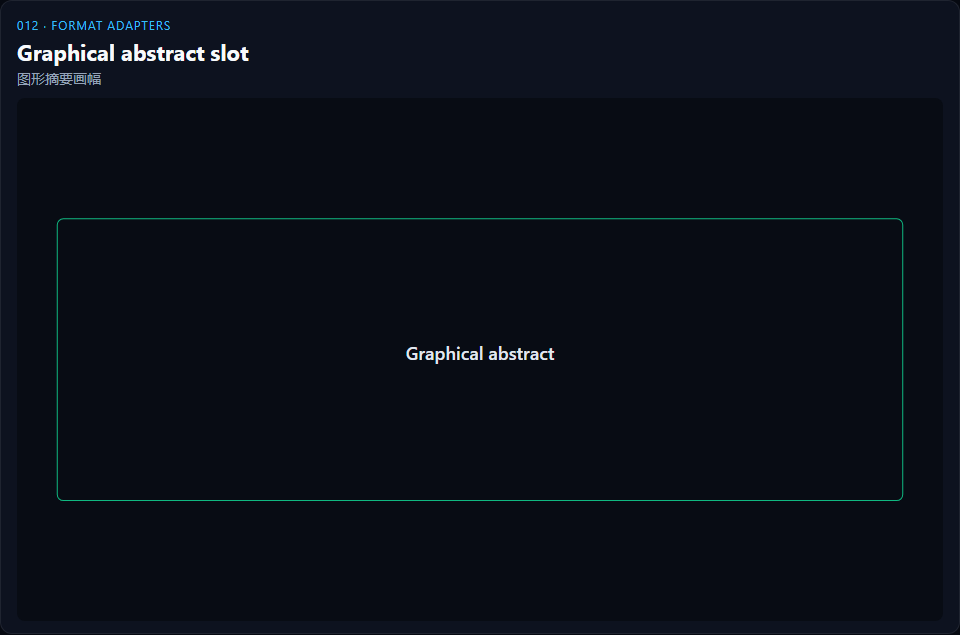 012 · FORMAT ADAPTERS
Graphical abstract slot
图形摘要画幅
Graphical abstract